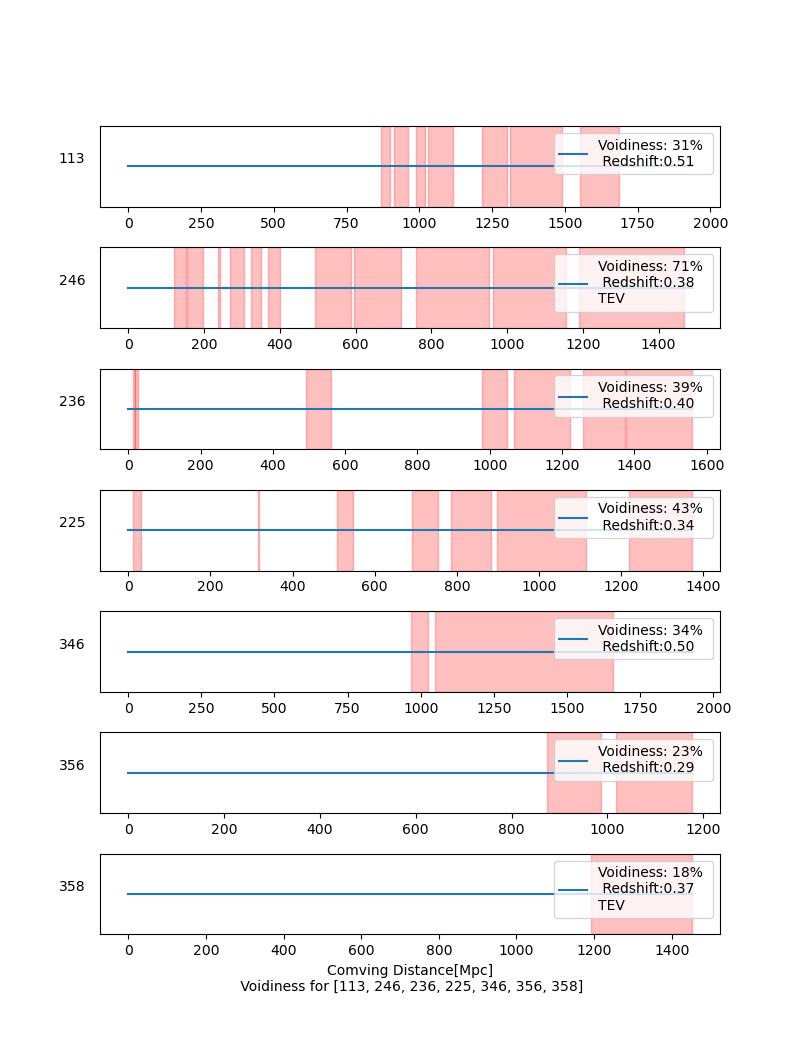 113
Voidiness: 31%
Redshift:0.51
0 250 500 750 1000 1250 1500 1750 2000
246
Voidiness: 71%
Redshift:0.38
TEV
0 200 400 600 800 1000 1200 1400
236
Voidiness: 39%
Redshift:0.40
0 200 400 600 800 1000 1200 1400 1600
225
Voidiness: 43%
Redshift:0.34
0 200 400 600 800 1000 1200 1400
346
Voidiness: 34%
Redshift:0.50
0 250 500 750 1000 1250 1500 1750 2000
356
Voidiness: 23%
Redshift:0.29
0 200 400 600 800 1000 1200
358
Voidiness: 18%
Redshift:0.37
TEV
0 200 400 600 800 1000 1200 1400
Comving Distance[Mpc]
Voidiness for [113, 246, 236, 225, 346, 356, 358]